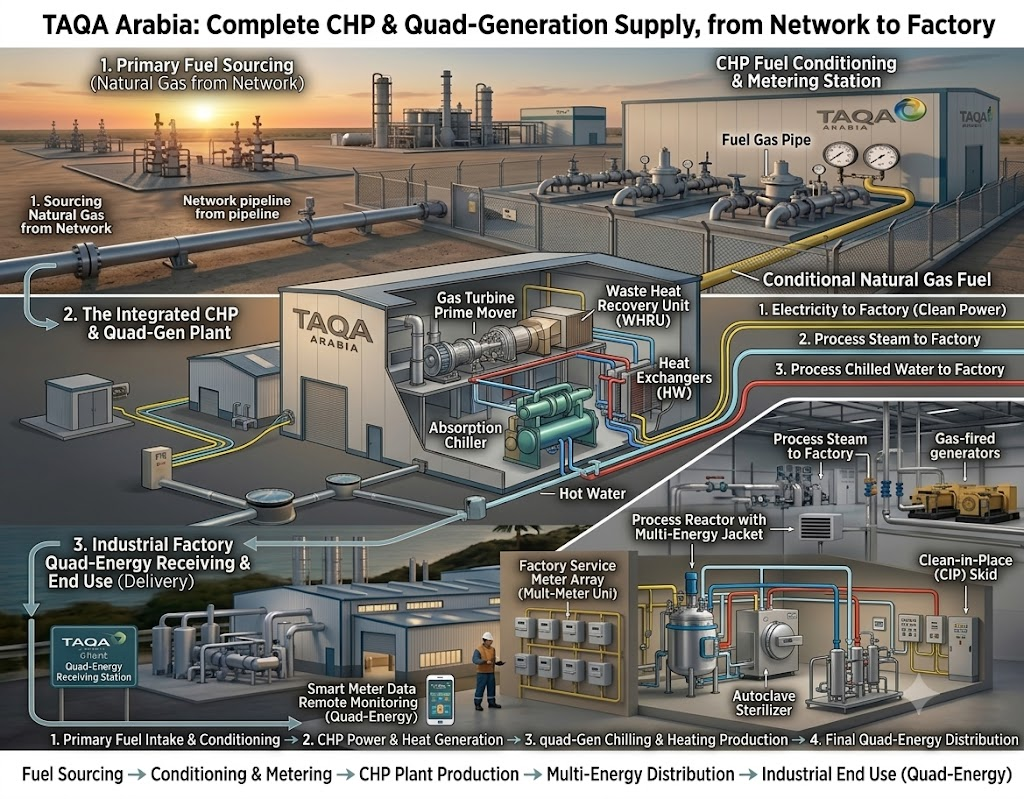 TAQA Arabia: Complete CHP & Quad-Generation Supply, from Network to Factory
1. Primary Fuel Sourcing
(Natural Gas from Network)
CHP Fuel Conditioning
& Metering Station
TAQA
ARABIA
TAQA
Fuel Gas Pipe
1. Sourcing
Natural Gas
from Network
Network pipeline
from pipeline
Conditional Natural Gas Fuel
2. The Integrated CHP
& Quad-Gen Plant
TAQA
ARABIA
Gas Turbine
Prime Mover
Waste Heat
Recovery Unit
(WHRU)
Heat
Exchangers
(HW)
Absorption
Chiller
Hot Water
1. Electricity to Factory (Clean Power)
2. Process Steam to Factory
3. Process Chilled Water to Factory
Process Steam
to Factory
Gas-fired
generators
Process Reactor with
Multi-Energy Jacket
3. Industrial Factory
Quad-Energy Receiving &
End Use (Delivery)
Factory Service
Meter Array
(Mult-Meter Uni)
Clean-in-Place
(CIP) Skid
TAQA
Quad-Energy
Receiving Station
Smart Meter Data
Remote Monitoring
(Quad-Energy)
Autoclave
Sterilizer
1. Primary Fuel Intake & Conditioning → 2. CHP Power & Heat Generation → 3. quad-Gen Chilling & Heating Production → 4. Final Quad-Energy Distribution
Fuel Sourcing → Conditioning & Metering → CHP Plant Production → Multi-Energy Distribution → Industrial End Use (Quad-Energy)